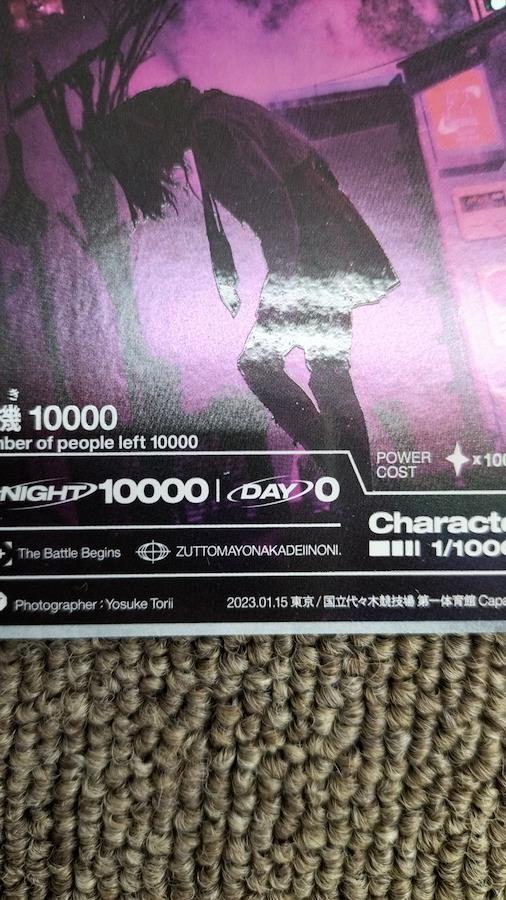 き
機 10000
mber of people left 10000
NIGHT 10000 | DAY 0
POWER
COST
x100
Characte
1/1000
The Battle Begins
ZUTTOMAYONAKADEIINONI.
Photographer : Yosuke Torii
2023.01.15 東京 / 国立代々木競技場 第一体育館 Capa